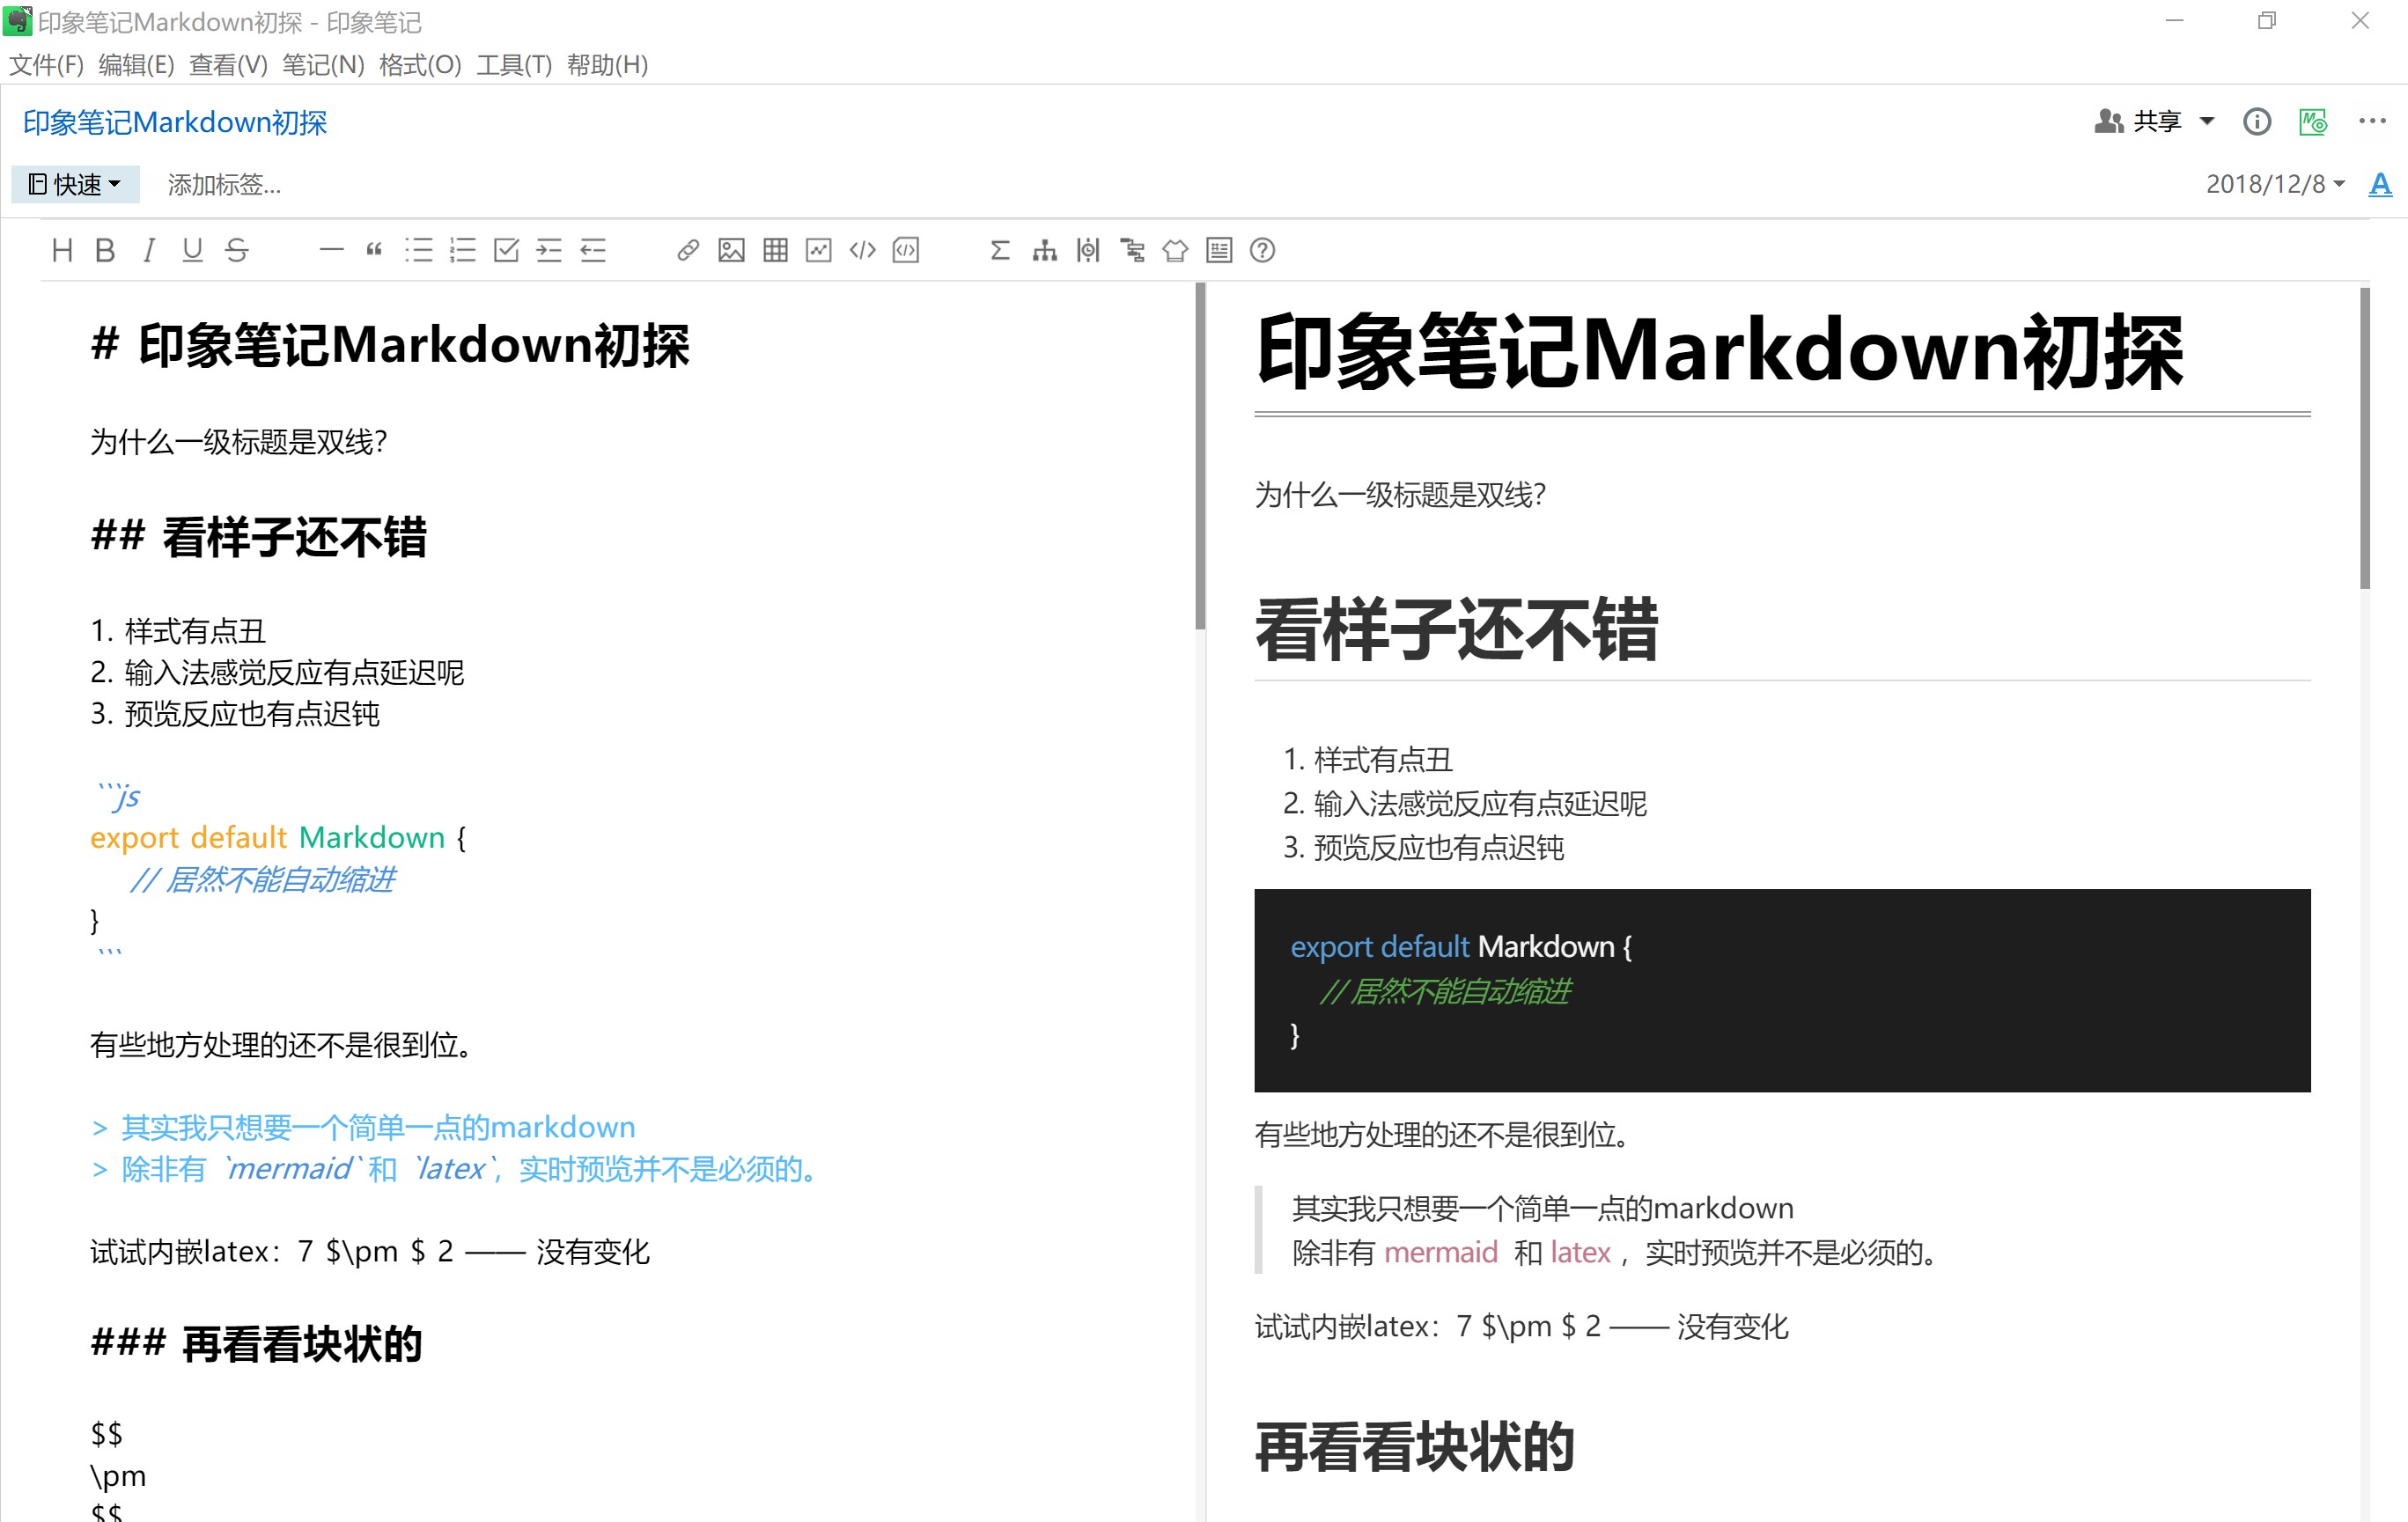 印象笔记Markdown初探 - 印象笔记
文件(F) 编辑(E) 查看(V) 笔记(N) 格式(O) 工具(T) 帮助(H)
印象笔记Markdown初探
共享
快速
添加标签...
2018/12/8
# 印象笔记Markdown初探
为什么一级标题是双线？
## 看样子还不错
1. 样式有点丑
2. 输入法感觉反应有点延迟呢
3. 预览反应也有点迟钝
```js
export default Markdown {
// 居然不能自动缩进
}
```
有些地方处理的还不是很到位。
> 其实我只想要一个简单一点的markdown
> 除非有 `mermaid` 和 `latex`，实时预览并不是必须的。
试试内嵌latex：7 $\pm $ 2 —— 没有变化
### 再看看块状的
$$
\pm
$$
印象笔记Markdown初探
为什么一级标题是双线？
看样子还不错
1. 样式有点丑
2. 输入法感觉反应有点延迟呢
3. 预览反应也有点迟钝
export default Markdown {
// 居然不能自动缩进
}
有些地方处理的还不是很到位。
其实我只想要一个简单一点的markdown
除非有 mermaid 和 latex ，实时预览并不是必须的。
试试内嵌latex：7 $\pm $ 2 —— 没有变化
再看看块状的